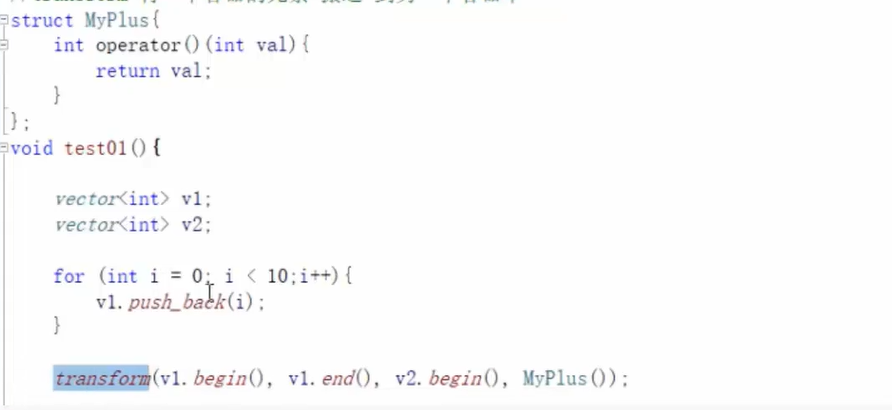 struct MyPlus{
    int operator()(int val){
        return val;
    }
};
void test01(){
    vector<int> v1;
    vector<int> v2;
    for (int i = 0; i < 10;i++){
        v1.push_back(i);
    }
    transform(v1.begin(), v1.end(), v2.begin(), MyPlus());